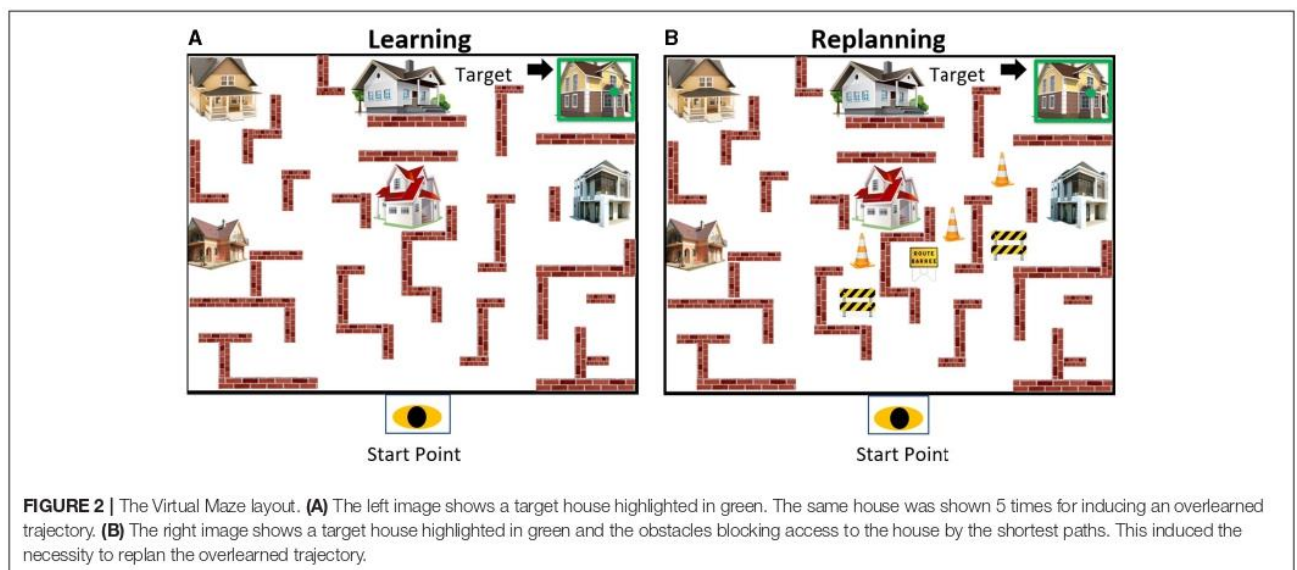 A
Learning
Target
Start Point
B
Replanning
Target
ROUTE
BARREE
Start Point
FIGURE 2 | The Virtual Maze layout. (A) The left image shows a target house highlighted in green. The same house was shown 5 times for inducing an overlearned
trajectory. (B) The right image shows a target house highlighted in green and the obstacles blocking access to the house by the shortest paths. This induced the
necessity to replan the overlearned trajectory.